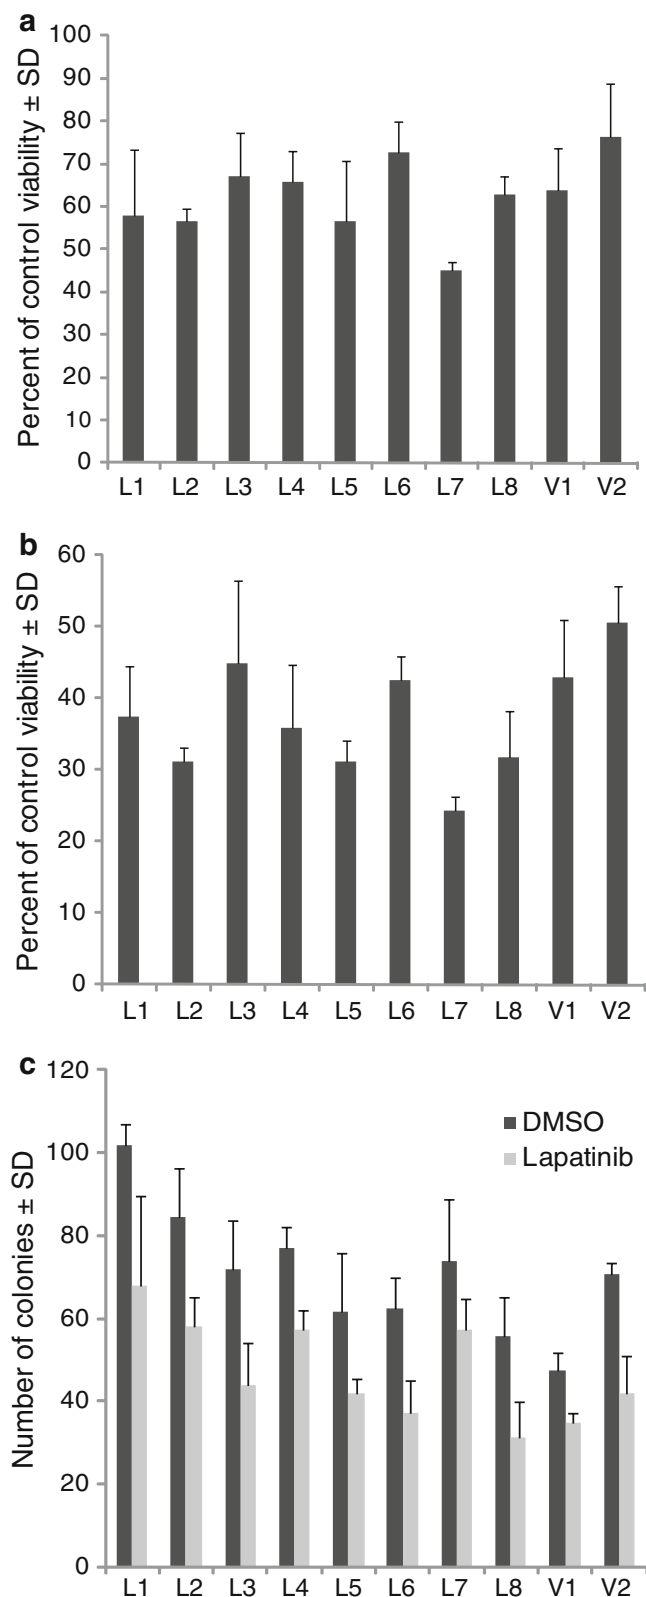 a
Percent of control viability ± SD
100
90
80
70
60
50
40
30
20
10
0
L1 L2 L3 L4 L5 L6 L7 L8 V1 V2
b
Percent of control viability ± SD
60
50
40
30
20
10
0
L1 L2 L3 L4 L5 L6 L7 L8 V1 V2
c
Number of colonies ± SD
120
100
80
60
40
20
0
DMSO
Lapatinib
L1 L2 L3 L4 L5 L6 L7 L8 V1 V2